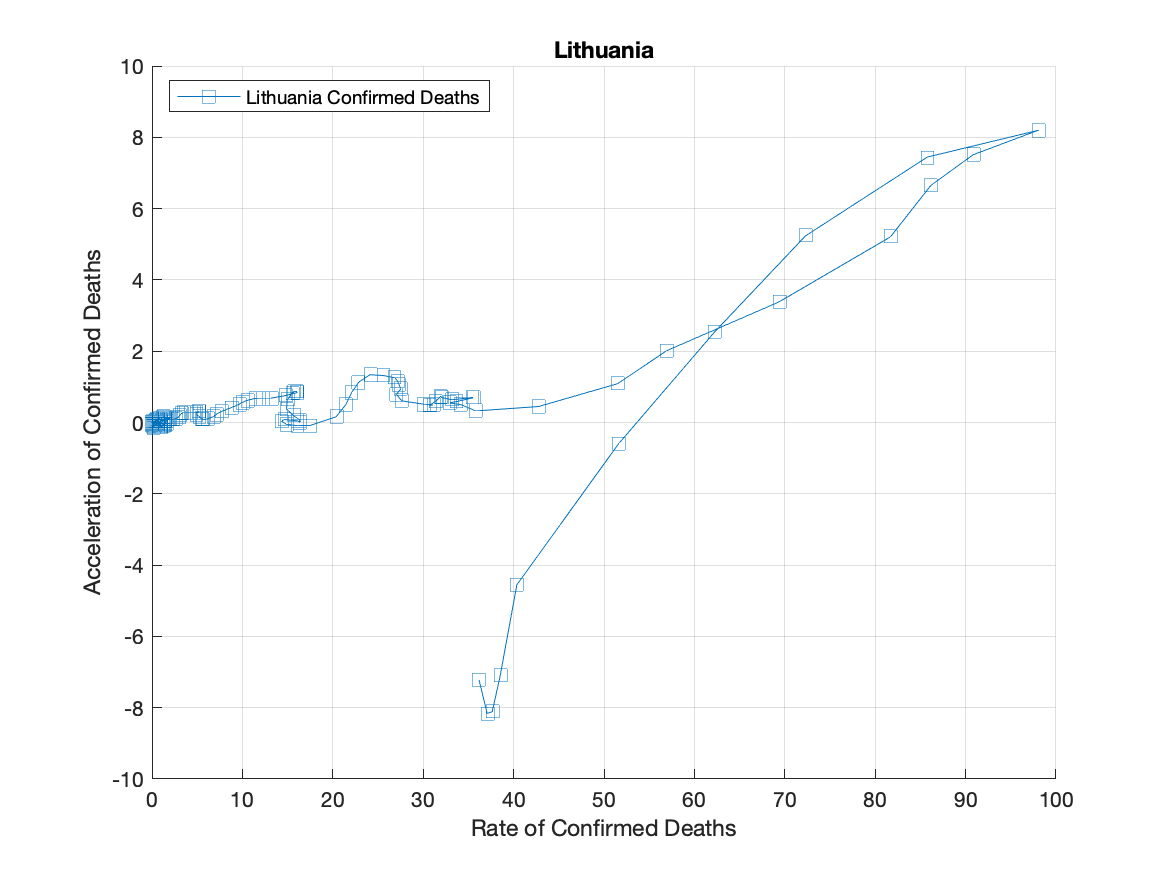 Lithuania
Lithuania Confirmed Deaths
10
8
6
4
2
0
-2
-4
-6
-8
-10
Acceleration of Confirmed Deaths
0 10 20 30 40 50 60 70 80 90 100
Rate of Confirmed Deaths